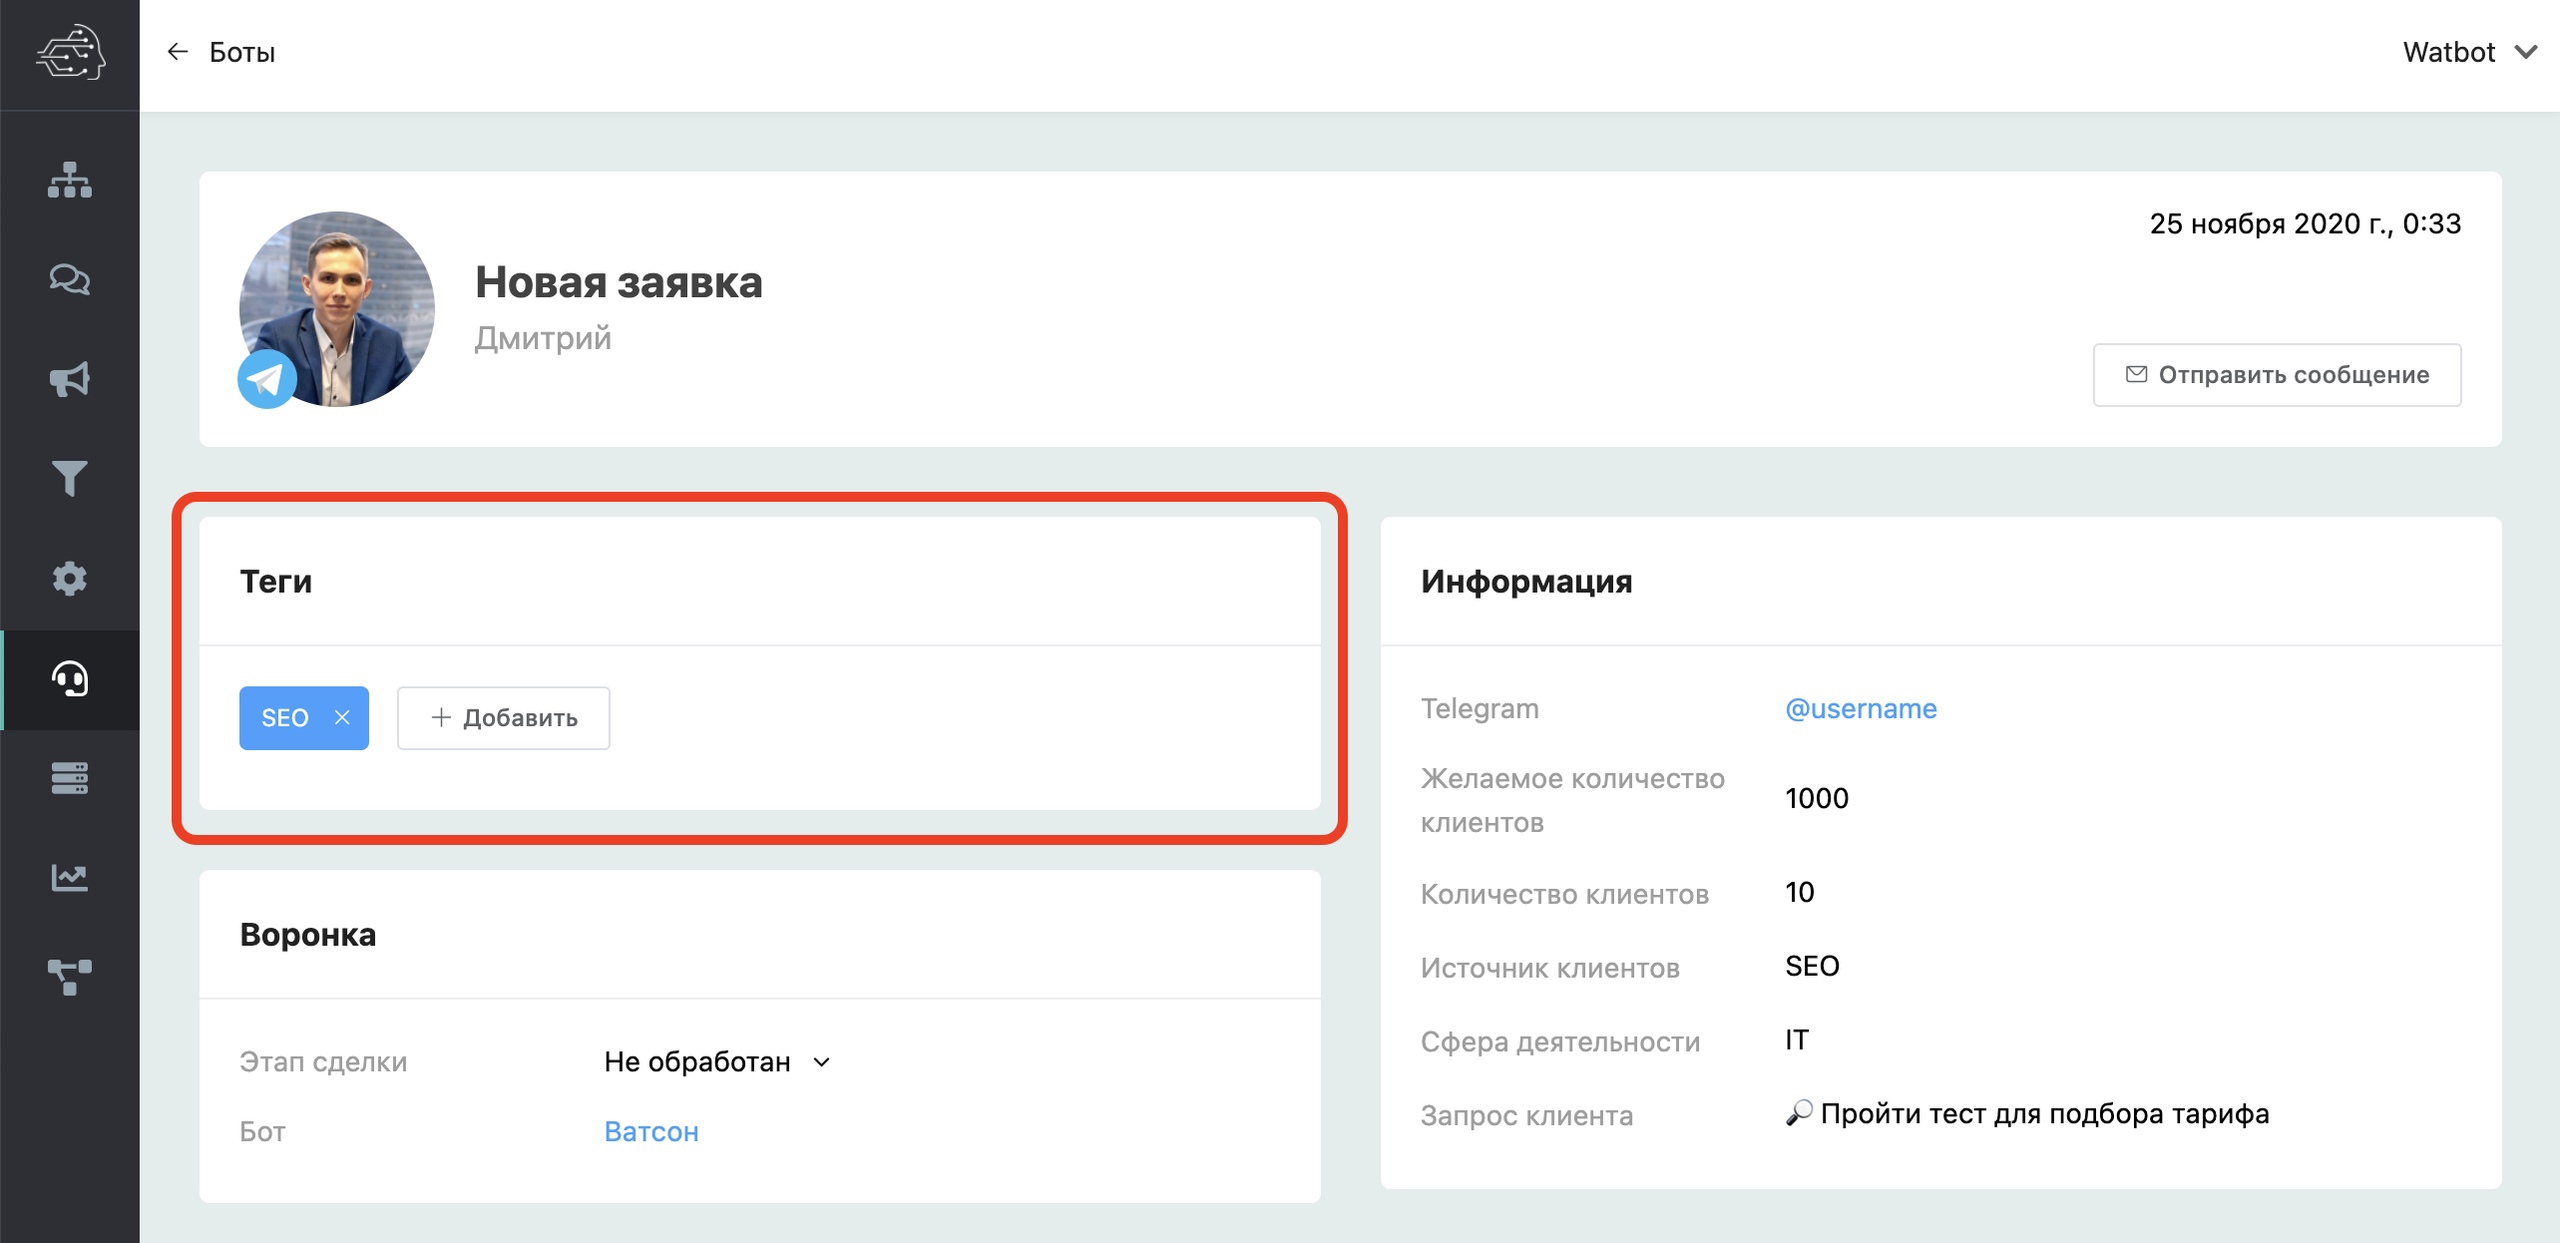 Боты
Watbot
25 ноября 2020 г., 0:33
Новая заявка
Дмитрий
Отправить сообщение
Теги
SEO
Добавить
Воронка
Этап сделки
Не обработан
Бот
Ватсон
Информация
Telegram
@username
Желаемое количество
клиентов
1000
Количество клиентов
10
Источник клиентов
SEO
Сфера деятельности
IT
Запрос клиента
🔎 Пройти тест для подбора тарифа